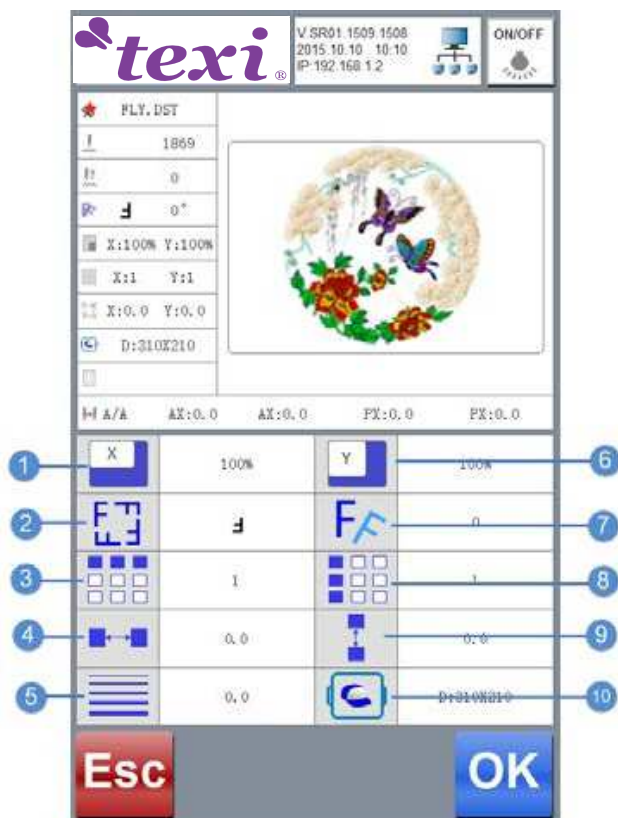 texi®
V.SR01.1509.1508
2015.10.10 10:10
IP:192.168.1.2
ON/OFF
FLY.DST
1869
0
F 0°
X:100% Y:100%
X:1 Y:1
X:0.0 Y:0.0
D:310X210
A/A AX:0.0 AX:0.0 PX:0.0 PX:0.0
1 X 100% Y 100% 6
2 F F F F F F F 0 7
3 1 1 8
4 0.0 0.0 9
5 0.0 D:310X210 10
Esc OK